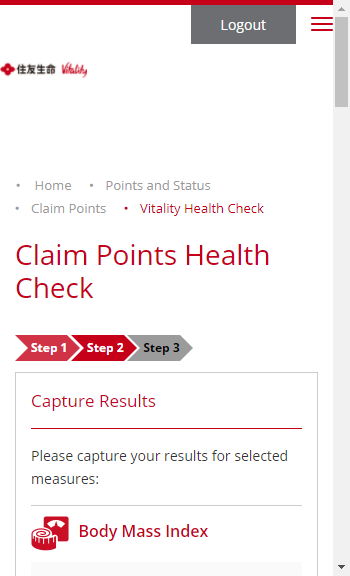 Logout
住友生命 Vitality
• Home • Points and Status
• Claim Points • Vitality Health Check
Claim Points Health
Check
Step 1 Step 2 Step 3
Capture Results
Please capture your results for selected
measures:
Body Mass Index